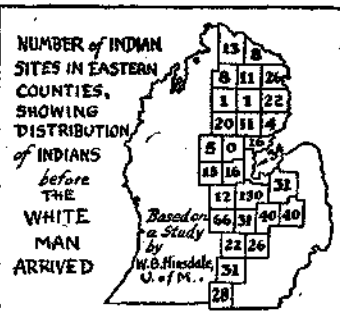 NUMBER of INDIAN
SITES IN EASTERN
COUNTIES,
SHOWING
DISTRIBUTION
of INDIANS
before
THE
WHITE
MAN
ARRIVED
Based on
a Study
by
W.B. Hinsdale,
U. of M..
13 8
8 11 26
1 1 22
20 51 4
5 0 16
15 16
31
12 130
66 31 40 40
22 26
31
28